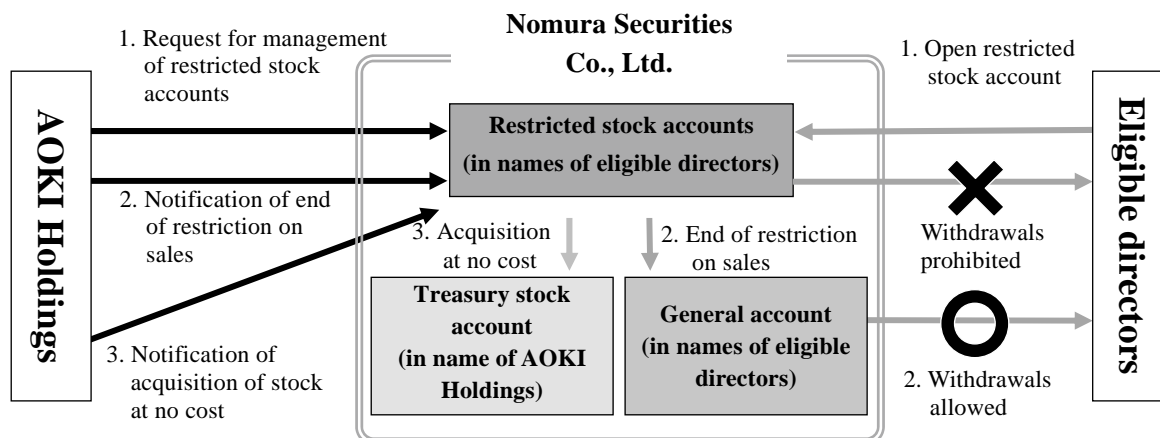 Nomura Securities
Co., Ltd.
1. Request for management
of restricted stock
accounts
AOKI Holdings
2. Notification of end
of restriction on
sales
3. Notification of
acquisition of stock
at no cost
Restricted stock accounts
(in names of eligible directors)
3. Acquisition
at no cost
2. End of restriction
on sales
Treasury stock
account
(in name of AOKI
Holdings)
General account
(in names of eligible
directors)
1. Open restricted
stock account
Withdrawals
prohibited
2. Withdrawals
allowed
Eligible directors